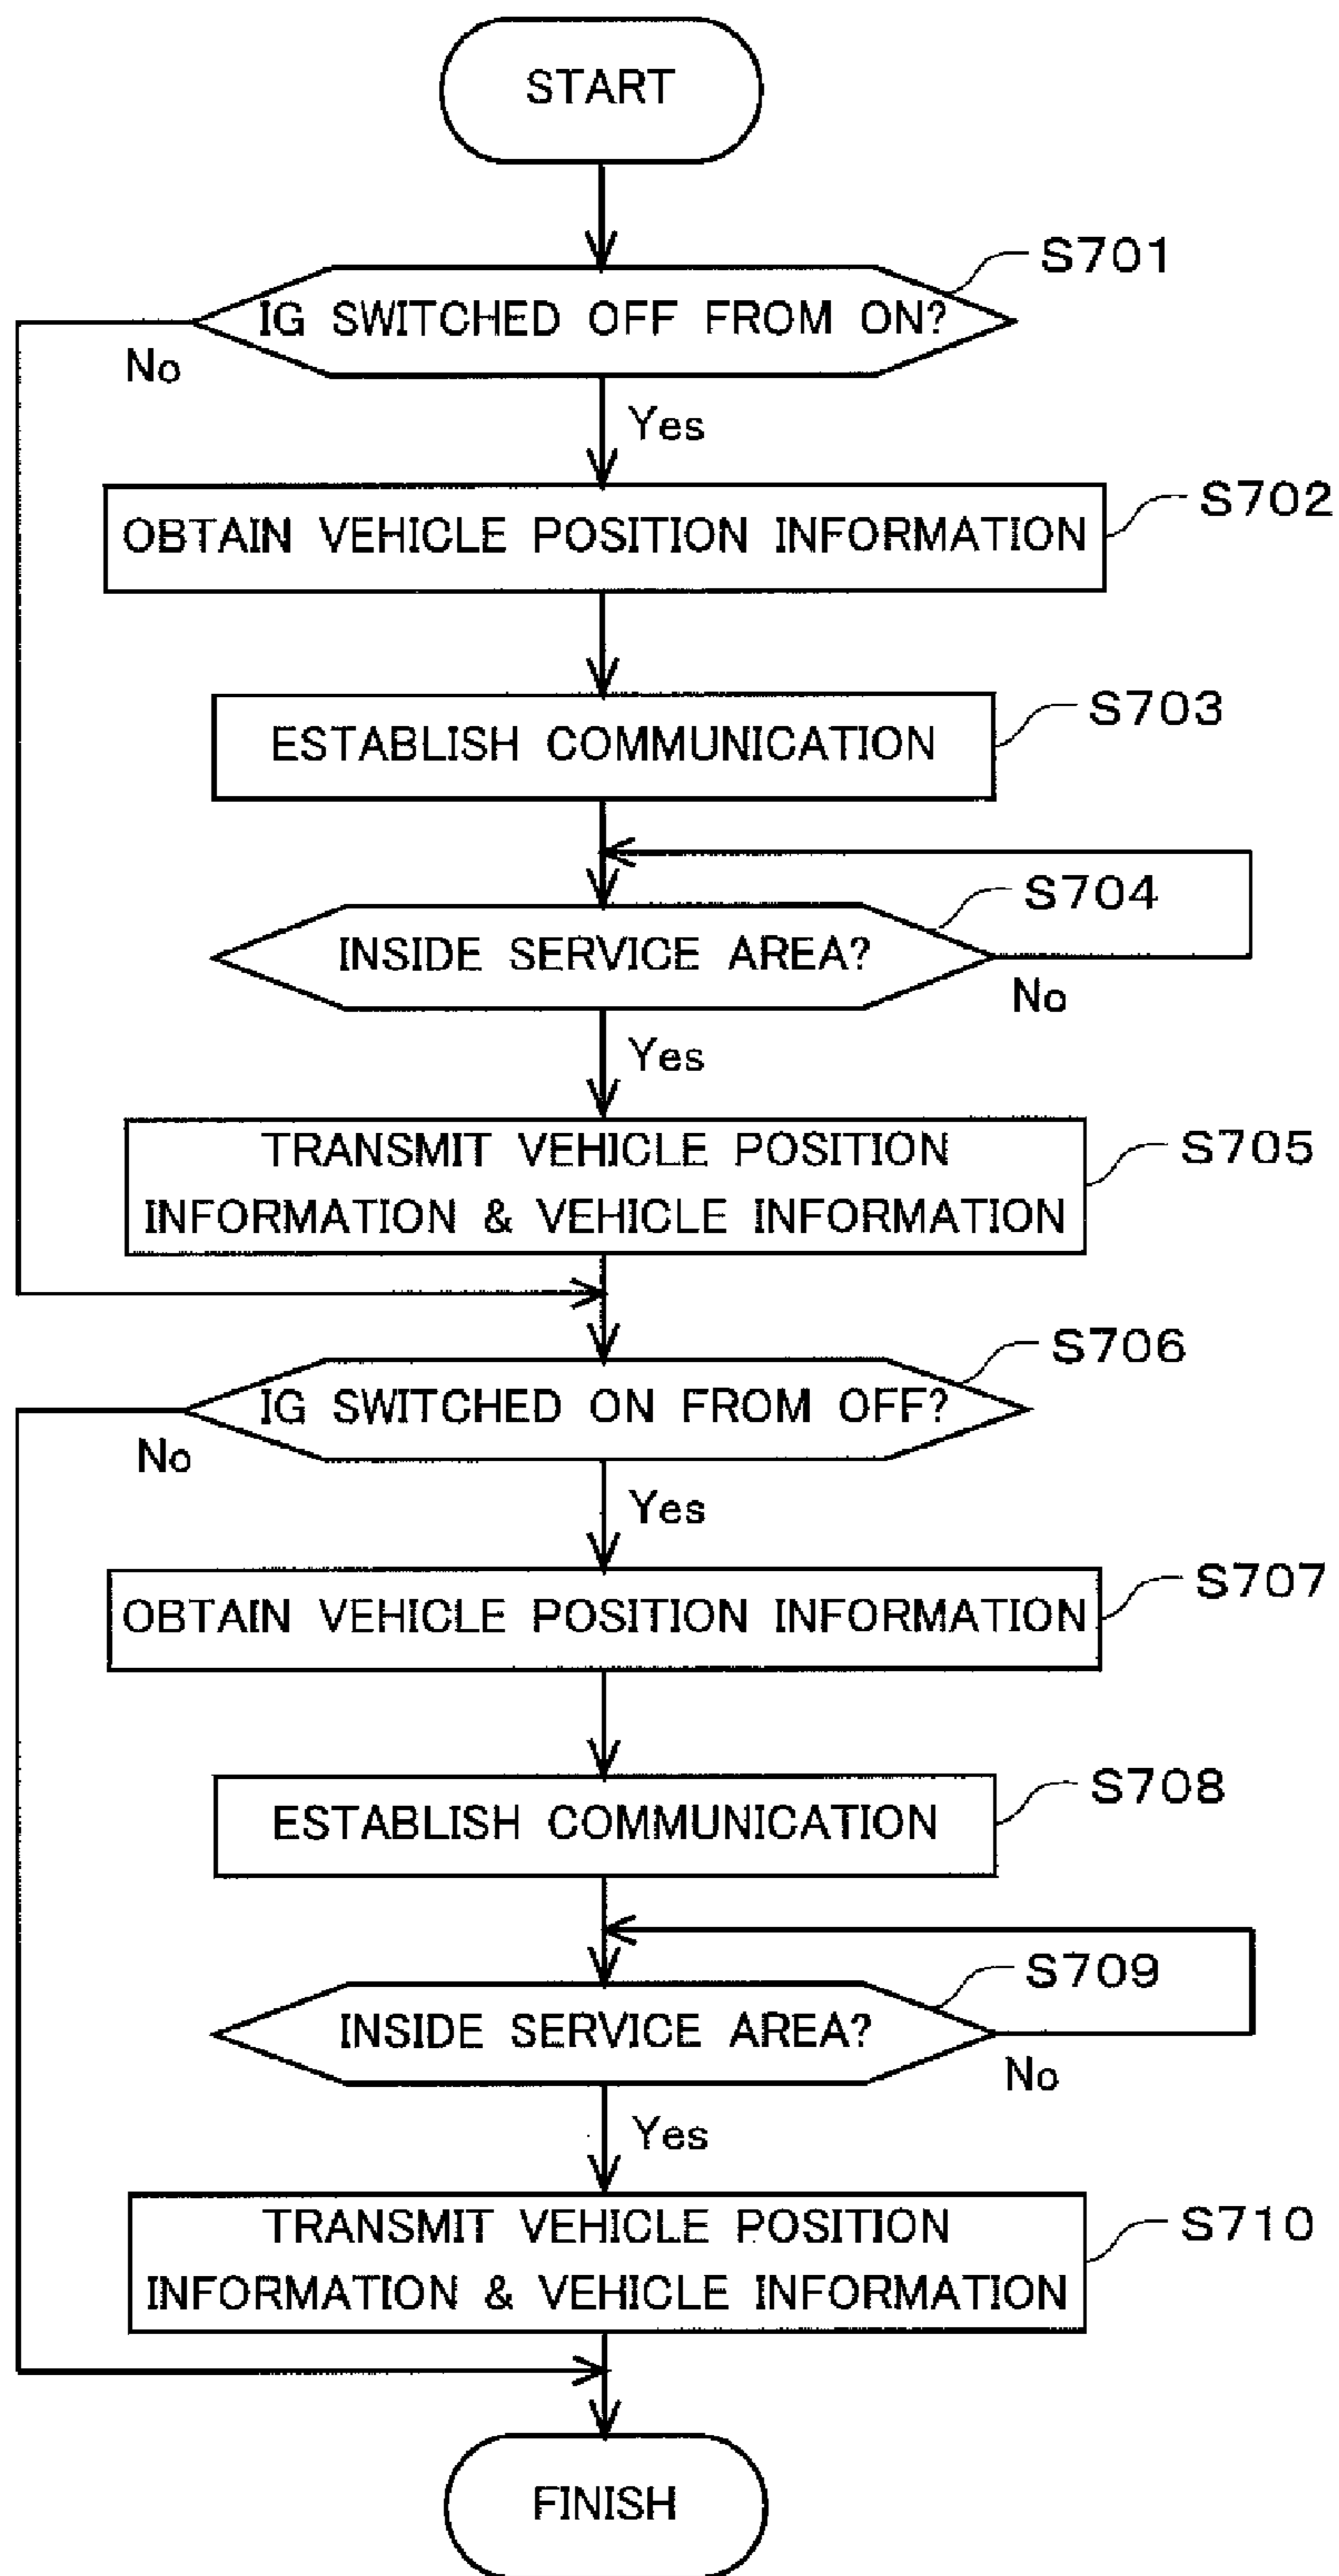 START
S701
IG SWITCHED OFF FROM ON?
No
Yes
S702
OBTAIN VEHICLE POSITION INFORMATION
S703
ESTABLISH COMMUNICATION
S704
INSIDE SERVICE AREA?
No
Yes
S705
TRANSMIT VEHICLE POSITION
INFORMATION & VEHICLE INFORMATION
S706
IG SWITCHED ON FROM OFF?
No
Yes
S707
OBTAIN VEHICLE POSITION INFORMATION
S708
ESTABLISH COMMUNICATION
S709
INSIDE SERVICE AREA?
No
Yes
S710
TRANSMIT VEHICLE POSITION
INFORMATION & VEHICLE INFORMATION
FINISH